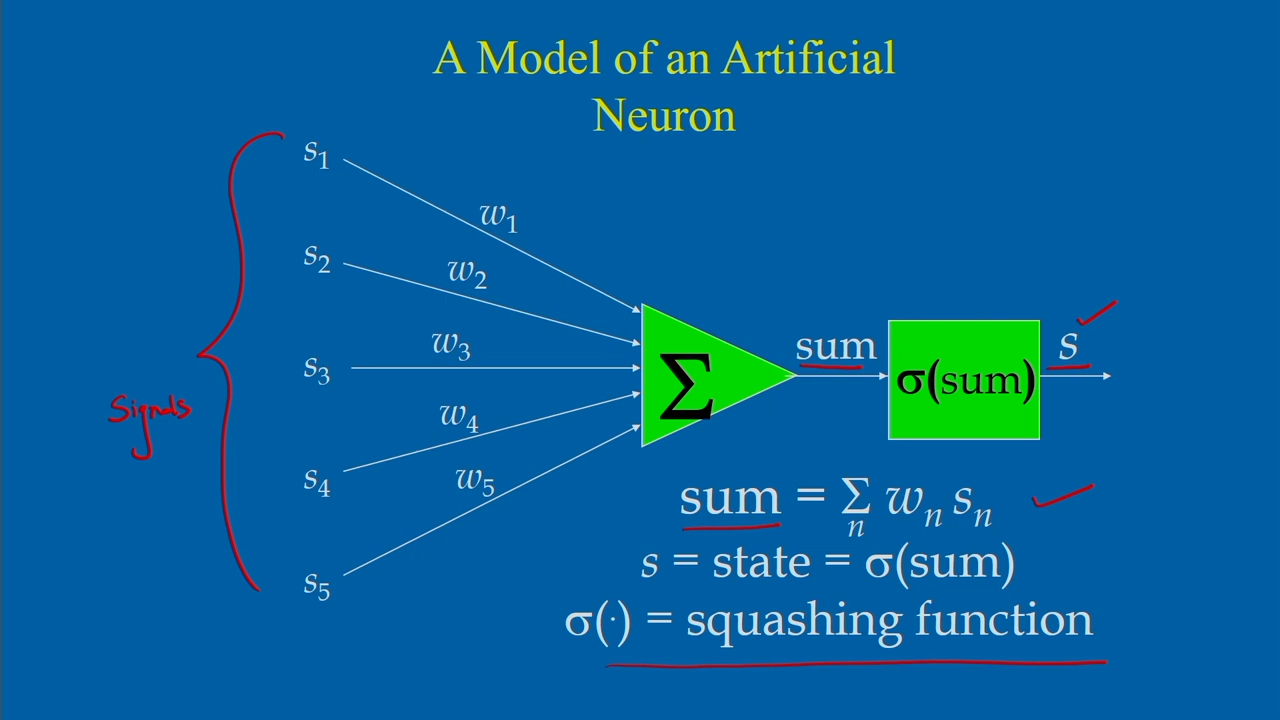 A Model of an Artificial
Neuron
s₁
w₁
s₂
w₂
s₃
w₃
s₄
w₄
s₅
w₅
Signals
Σ
sum
σ(sum)
s
sum = Σ wₙ sₙ
n
s = state = σ(sum)
σ(·) = squashing function